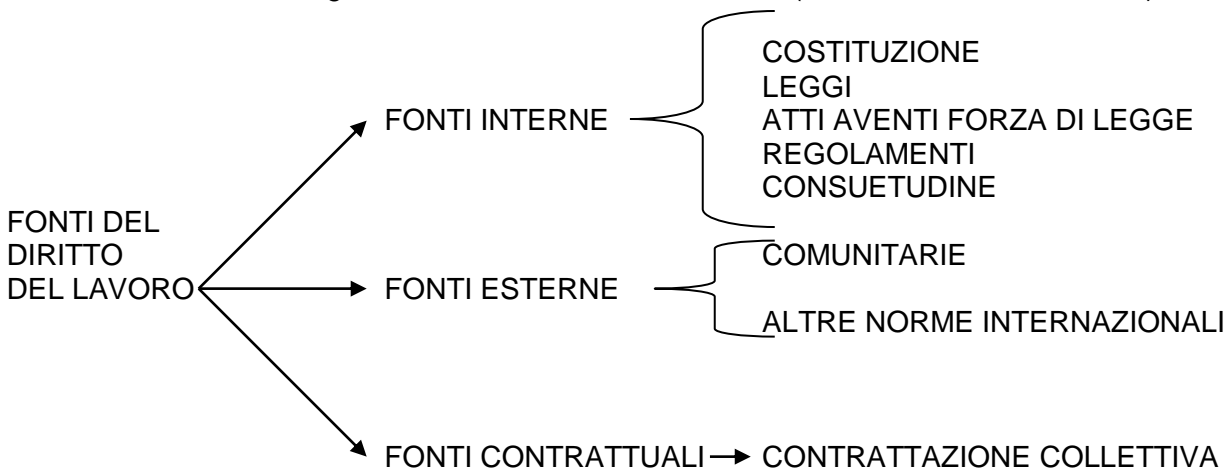 COSTITUZIONE
LEGGI
FONTI INTERNE ATTI AVENTI FORZA DI LEGGE
REGOLAMENTI
CONSUETUDINE
FONTI DEL
DIRITTO COMUNITARIE
DEL LAVORO FONTI ESTERNE
ALTRE NORME INTERNAZIONALI
FONTI CONTRATTUALI CONTRATTAZIONE COLLETTIVA